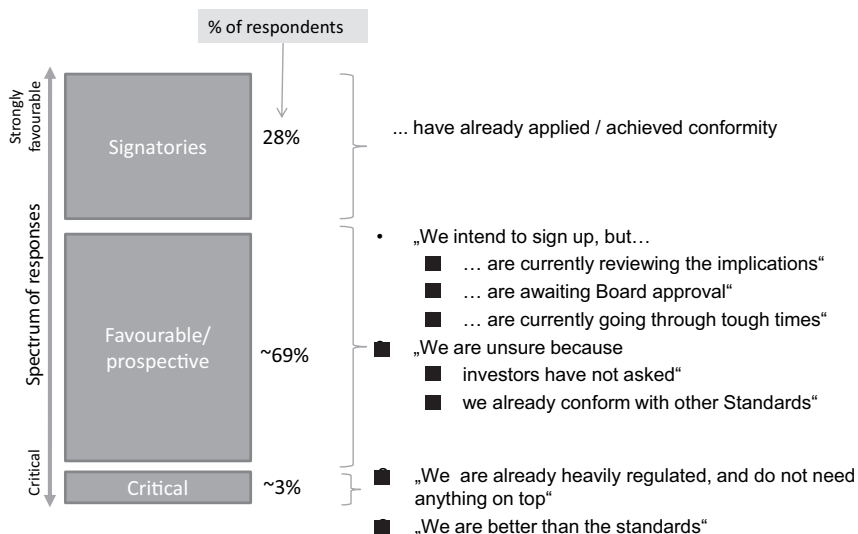 % of respondents
Strongly
favourable
Signatories
28%
... have already applied / achieved conformity
Spectrum of responses
Favourable/
prospective
~69%
• „We intend to sign up, but…
■ … are currently reviewing the implications“
■ … are awaiting Board approval“
■ … are currently going through tough times“
■ „We are unsure because
■ investors have not asked“
■ we already conform with other Standards“
Critical
Critical
~3%
■ „We are already heavily regulated, and do not need
anything on top“
■ „We are better than the standards“